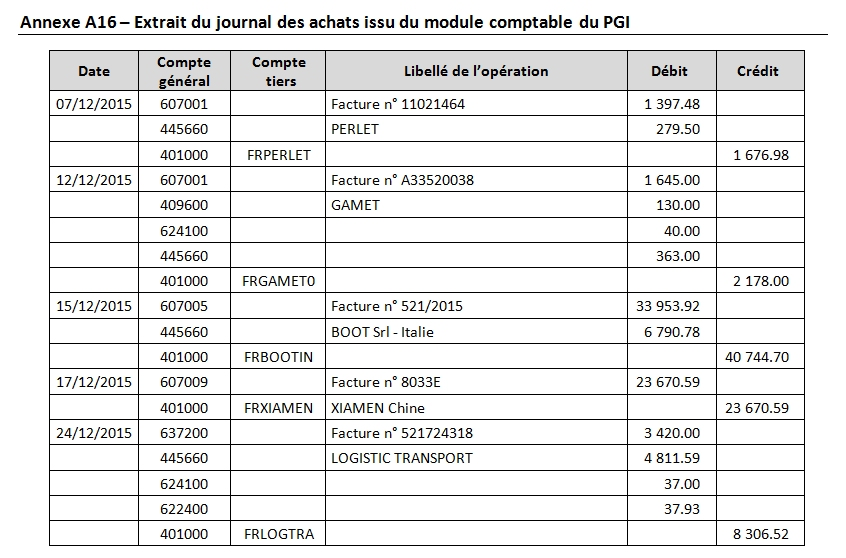 Annexe A16 – Extrait du journal des achats issu du module comptable du PGI
Date Compte général Compte tiers Libellé de l'opération Débit Crédit
07/12/2015 607001 Facture n° 11021464 1 397.48
445660 PERLET 279.50
401000 FRPERLET 1 676.98
12/12/2015 607001 Facture n° A33520038 1 645.00
409600 GAMET 130.00
624100 40.00
445660 363.00
401000 FRGAMET0 2 178.00
15/12/2015 607005 Facture n° 521/2015 33 953.92
445660 BOOT Srl - Italie 6 790.78
401000 FRBOOTIN 40 744.70
17/12/2015 607009 Facture n° 8033E 23 670.59
401000 FRXIAMEN XIAMEN Chine 23 670.59
24/12/2015 637200 Facture n° 521724318 3 420.00
445660 LOGISTIC TRANSPORT 4 811.59
624100 37.00
622400 37.93
401000 FRLOGTRA 8 306.52